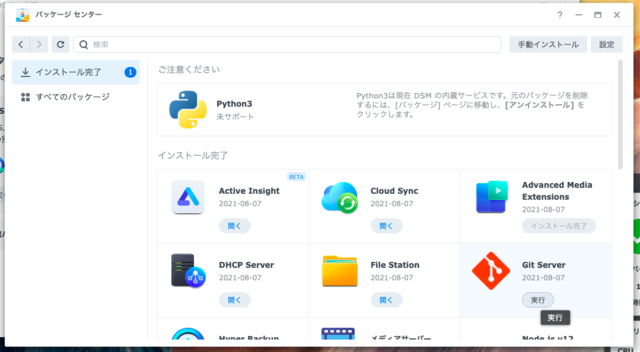 パッケージ センター
検索
手動インストール
設定
インストール完了
1
すべてのパッケージ
ご注意ください
Python3
未サポート
Python3は現在 DSM の内蔵サービスです。元のパッケージを削除
するには、[パッケージ] ページに移動し、[アンインストール] を
クリックします。
インストール完了
BETA
Active Insight
2021-08-07
開く
Cloud Sync
2021-08-07
開く
Advanced Media
Extensions
2021-08-07
インストール完了
DHCP Server
2021-08-07
開く
File Station
2021-08-07
開く
Git Server
2021-08-07
実行
実行
Hyper Backup
メディアサーバー
Node.js v12
CPU